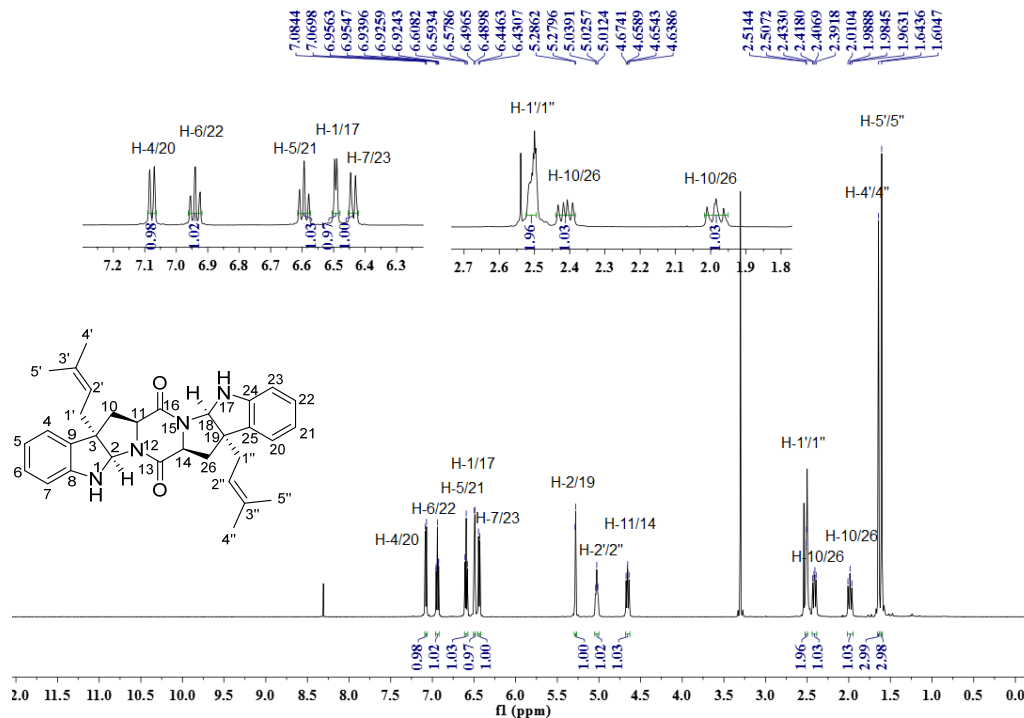 7.0844
7.0698
6.9563
6.9547
6.9396
6.9259
6.9243
6.6082
6.5934
6.5786
6.4965
6.4898
6.4463
6.4307
5.2862
5.2796
5.0391
5.0257
5.0124
4.6741
4.6589
4.6543
4.6386
2.5144
2.5072
2.4330
2.4180
2.4069
2.3918
2.0104
1.9888
1.9845
1.9631
1.6436
1.6047
H-4/20
H-6/22
H-5/21
H-1/17
H-7/23
0.98
1.02
1.03
0.97
1.00
7.2 7.1 7.0 6.9 6.8 6.7 6.6 6.5 6.4 6.3
H-1'/1"
H-10/26
H-10/26
1.96
1.03
1.03
2.7 2.6 2.5 2.4 2.3 2.2 2.1 2.0 1.9 1.8
H-5'/5"
H-4'/4"
4'
5'
3'
2'
1'
10
11
O
16
4
9
5
3
2
6
7
8
1
N
H
H
N
12
13
O
15
N
14
H
18
H
N
17
24
23
22
21
20
25
19
26
1"
2"
3"
4"
5"
H-4/20
H-6/22
H-5/21
H-1/17
H-7/23
H-2/19
H-2'/2"
H-11/14
H-1'/1"
H-10/26
H-10/26
0.98
1.02
1.03
0.97
1.00
1.00
1.02
1.03
1.96
1.03
1.03
2.99
2.98
2.0 11.5 11.0 10.5 10.0 9.5 9.0 8.5 8.0 7.5 7.0 6.5 6.0 5.5 5.0 4.5 4.0 3.5 3.0 2.5 2.0 1.5 1.0 0.5 0.0
f1 (ppm)